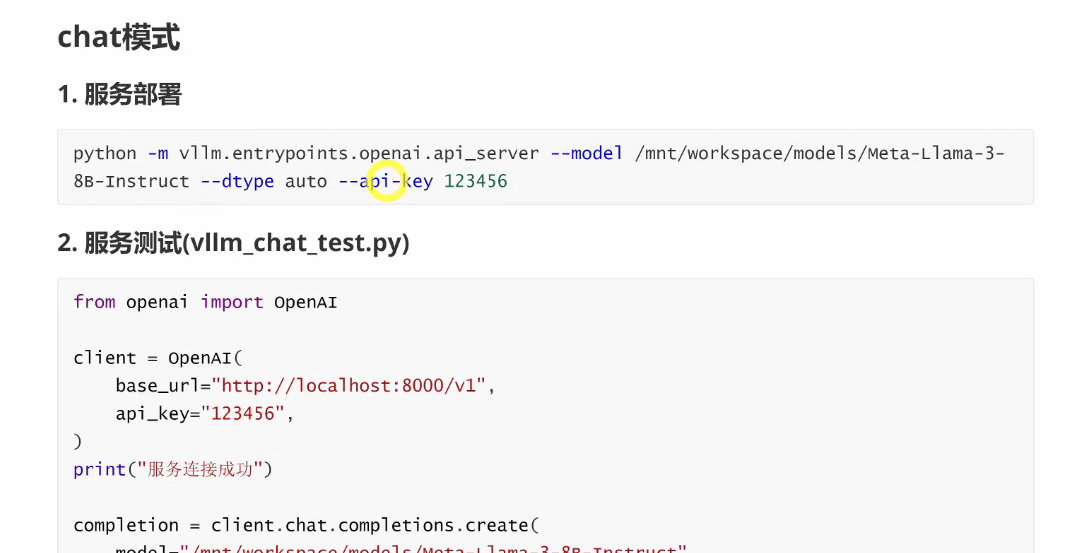 chat模式
1. 服务部署
python -m vllm.entrypoints.openai.api_server --model /mnt/workspace/models/Meta-Llama-3-
8B-Instruct --dtype auto --api-key 123456
2. 服务测试(vllm_chat_test.py)
from openai import OpenAI
client = OpenAI(
base_url="http://localhost:8000/v1",
api_key="123456",
)
print("服务连接成功")
completion = client.chat.completions.create(
model="/mnt/workspace/models/Meta-Llama-3-8B-Instruct"